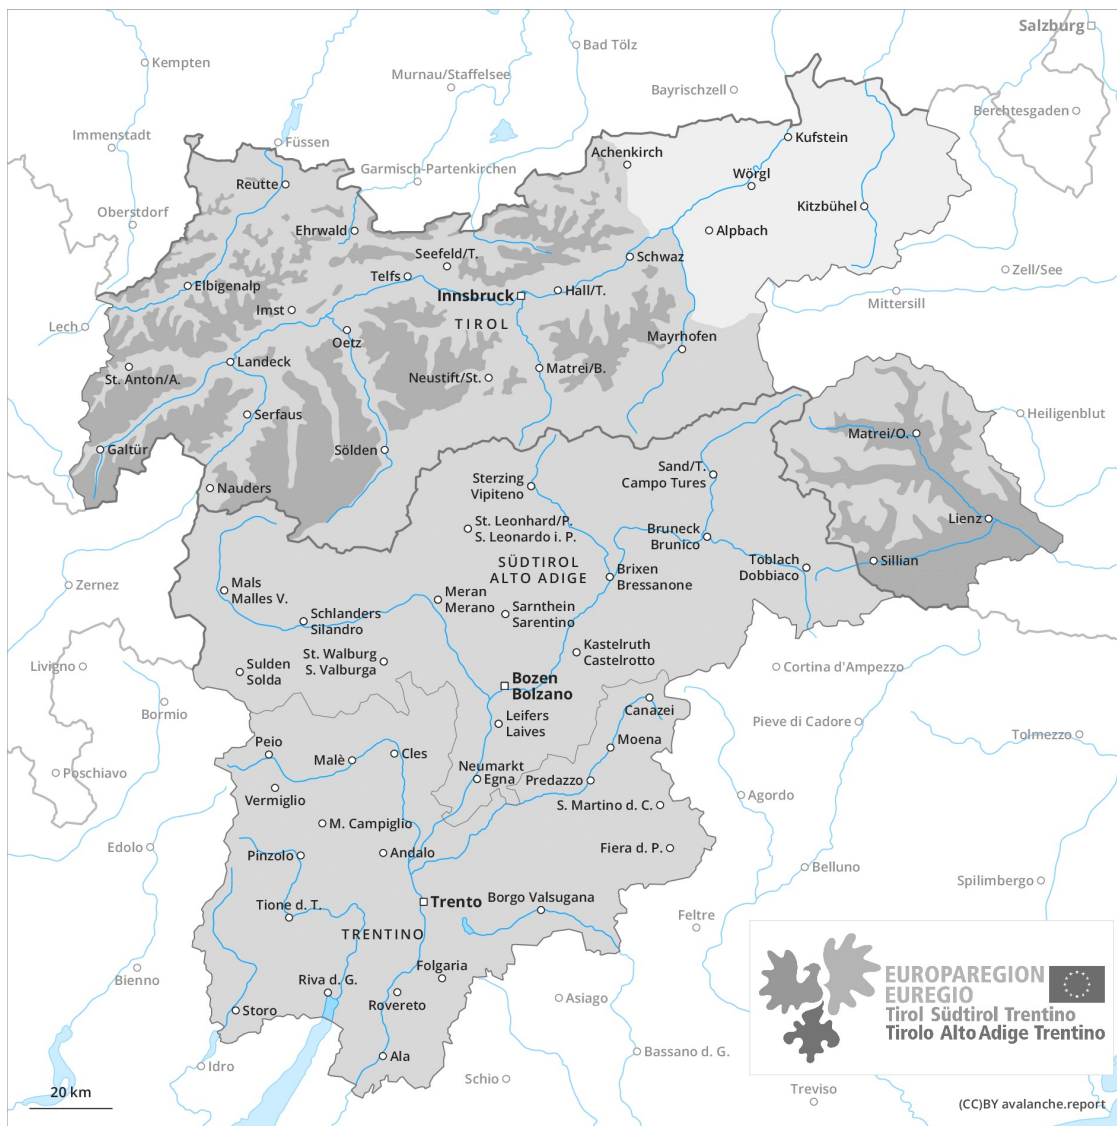 Salzburg
Bad Tölz
Kempten
Murnau/Staffelsee
Bayrischzell
Berchtesgaden
Immenstadt
Füssen
Kufstein
Achenkirch
Garmisch-Partenkirchen
Wörgl
Reutte
Kitzbühel
Oberstdorf
Ehrwald
Alpbach
Seefeld/T.
Schwaz
Zell/See
Telfs
Elbigenalp
Hall/T.
Innsbruck
Mittersill
Imst
Lech
TIROL
Oetz
Mayrhofen
Landeck
Matrei/B.
St. Anton/A.
Neustift/St.
Serfaus
Heiligenblut
Matrei/O.
Galtür
Sölden
Sand/T.
Campo Tures
Sterzing
Vipiteno
Nauders
Lienz
St. Leonhard/P.
S. Leonardo i. P.
Bruneck
Brunico
SÜDTIROL
ALTO ADIGE
Toblach
Dobbiaco
Sillian
Brixen
Bressanone
Zernez
Mals
Malles V.
Meran
Merano
Sarnthein
Sarentino
Schlanders
Silandro
Kastelruth
Castelrotto
St. Walburg
S. Valburga
Livigno
Sulden
Solda
Cortina d'Ampezzo
Bozen
Bolzano
Canazei
Bormio
Leifers
Laives
Pieve di Cadore
Tolmezzo
Moena
Peio
Cles
Malè
Neumarkt
Egna
Predazzo
Poschiavo
Vermiglio
Agordo
S. Martino d. C.
M. Campiglio
Edolo
Pinzolo
Andalo
Fiera d. P.
Belluno
Spilimbergo
Borgo Valsugana
Trento
Tione d. T.
Feltre
TRENTINO
Folgaria
Bienno
Riva d. G.
Rovereto
Asiago
Storo
EUROPAREGION
EUREGIO
Tirol Südtirol Trentino
Tirolo Alto Adige Trentino
Ala
Bassano d. G.
Idro
Schio
20 km
Treviso
(CC)BY avalanche.report